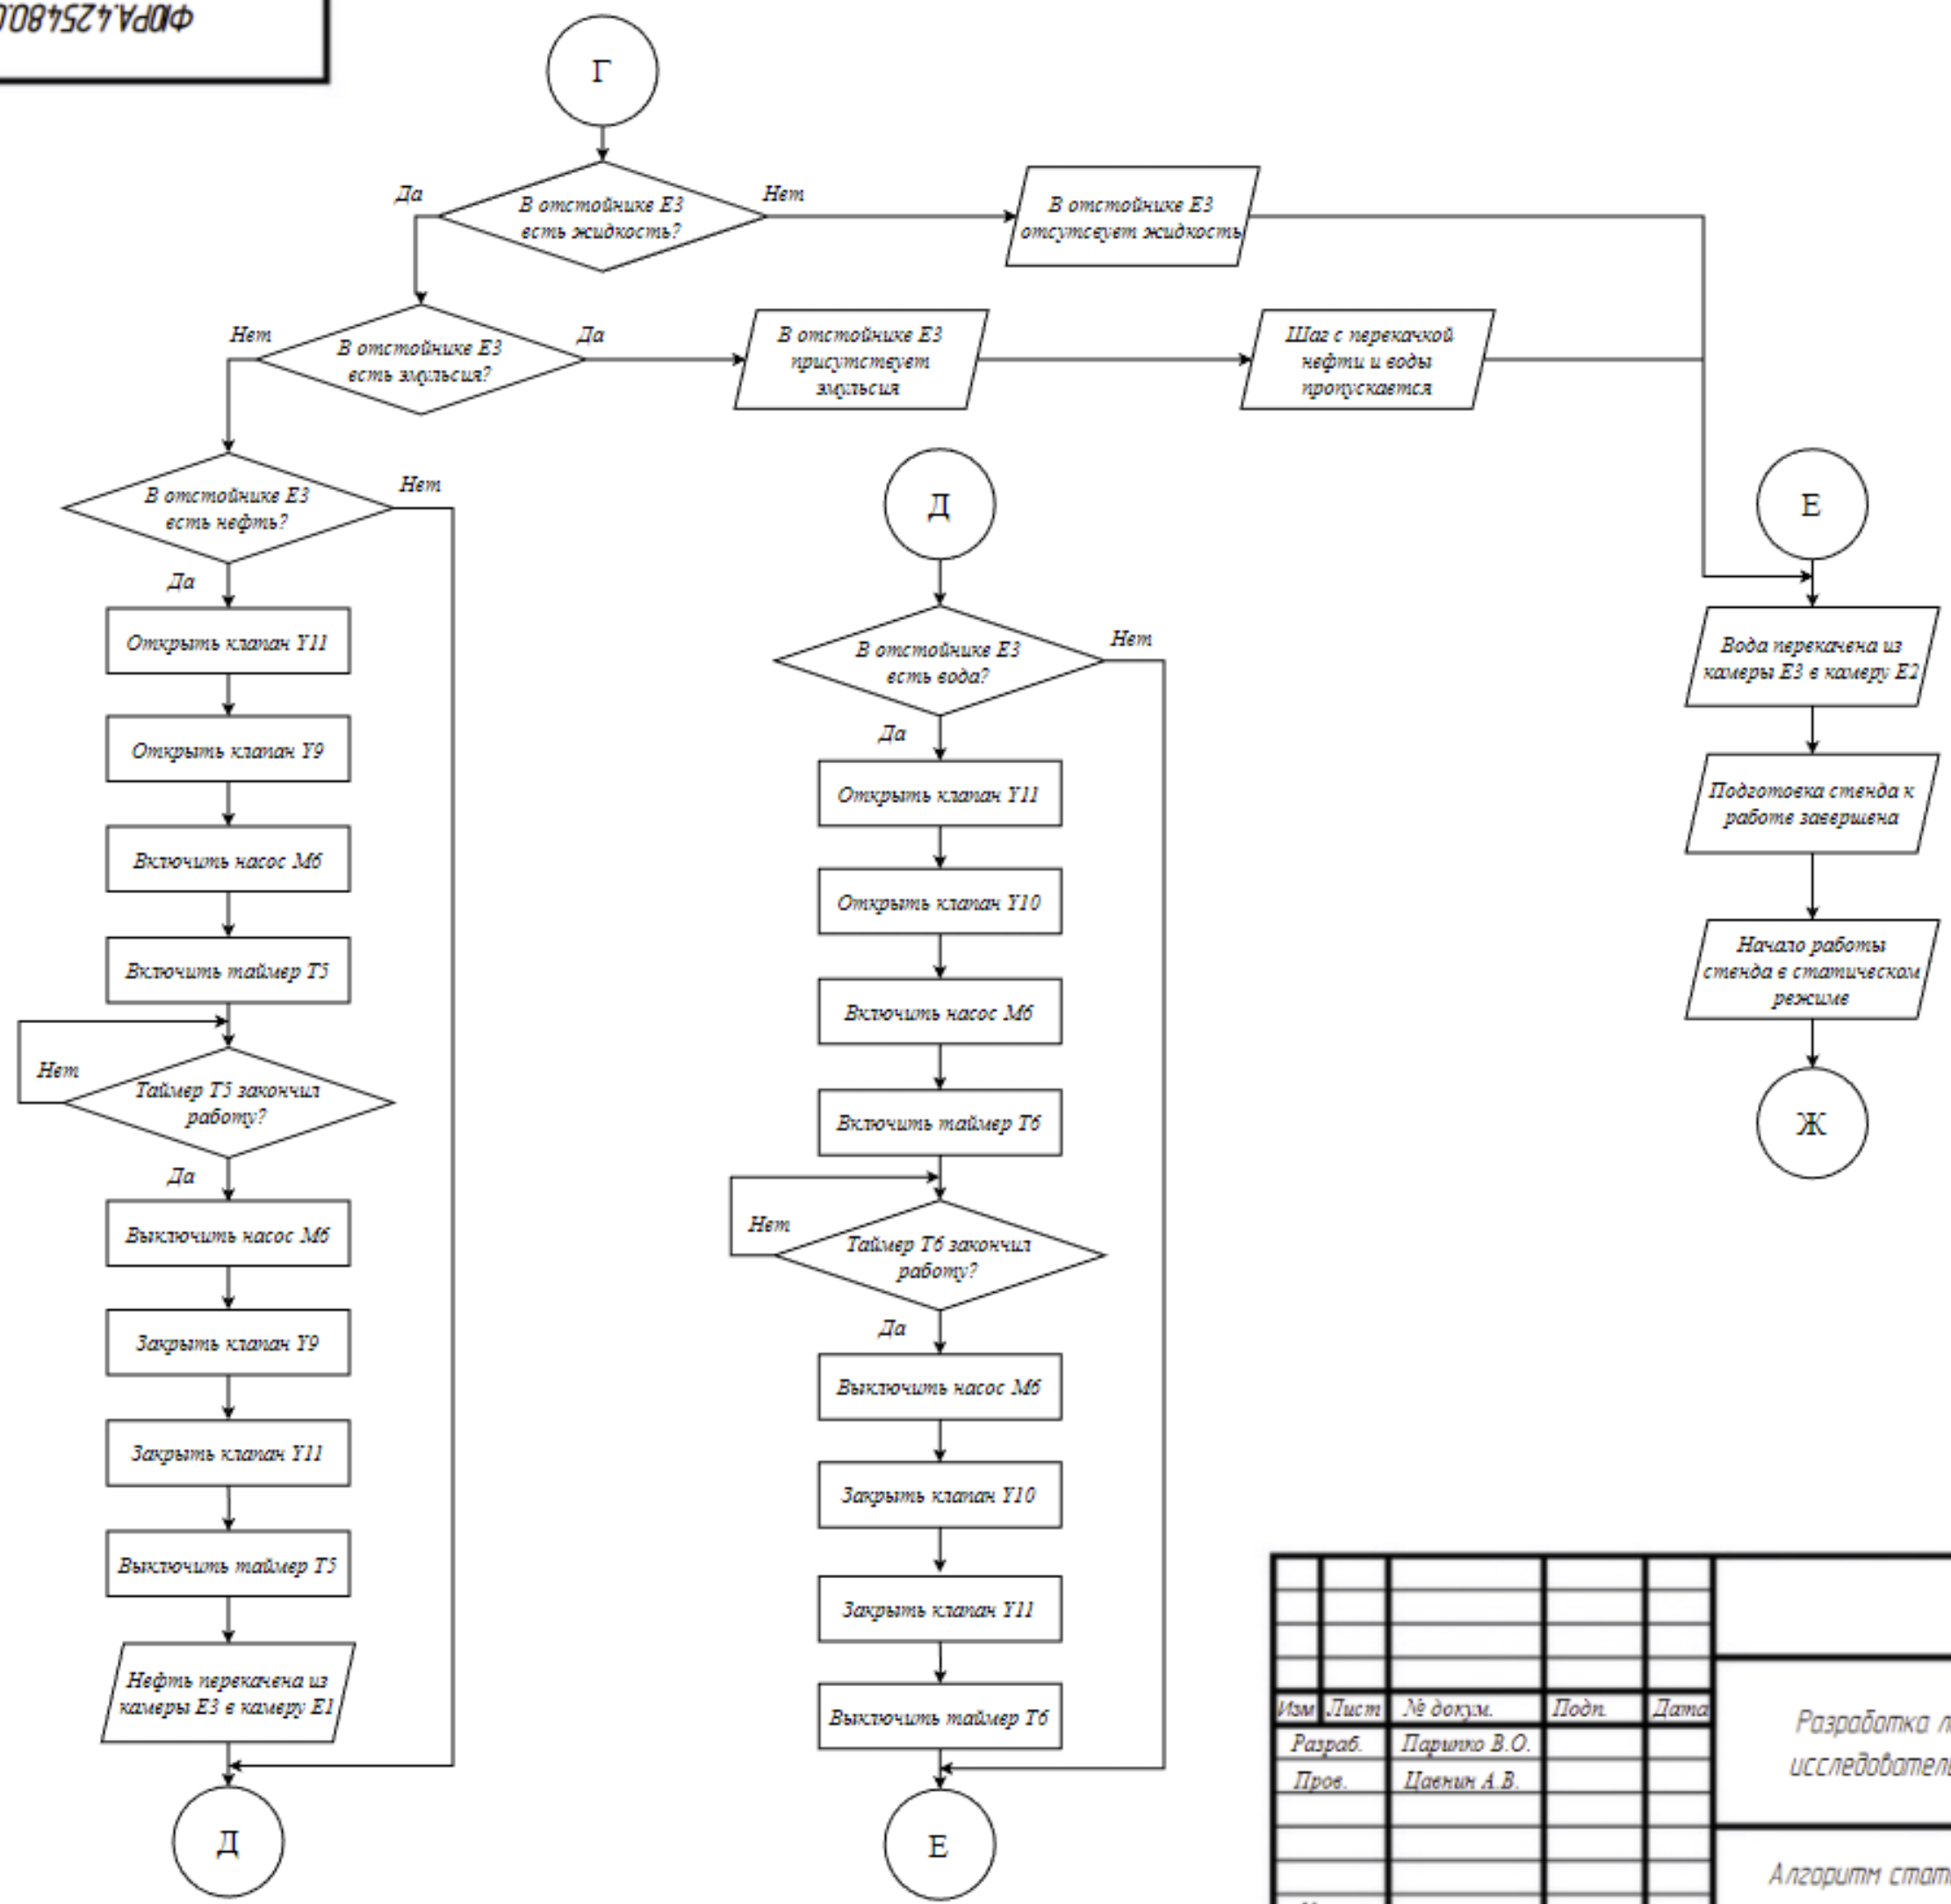 ФЮРА.425480.0
Г
Да
Нет
В отстойнике Е3
есть жидкость?
В отстойнике Е3
отсутсвует жидкость
Нет
Да
В отстойнике Е3
есть эмульсия?
В отстойнике Е3
присутствует
эмульсия
Шаг с перекачкой
нефти и воды
пропускается
В отстойнике Е3
есть нефть?
Нет
Да
Открыть клапан Y11
Открыть клапан Y9
Включить насос М6
Включить таймер Т5
Нет
Таймер Т5 закончил
работу?
Да
Выключить насос М6
Закрыть клапан Y9
Закрыть клапан Y11
Выключить таймер Т5
Нефть перекачена из
камеры Е3 в камеру Е1
Д
Д
В отстойнике Е3
есть вода?
Нет
Да
Открыть клапан Y11
Открыть клапан Y10
Включить насос М6
Включить таймер Т6
Нет
Таймер Т6 закончил
работу?
Да
Выключить насос М6
Закрыть клапан Y10
Закрыть клапан Y11
Выключить таймер Т6
Е
Е
Вода перекачена из
камеры Е3 в камеру Е2
Подготовка стенда к
работе завершена
Начало работы
стенда в статическом
режиме
Ж
Изм Лист № докум. Подп. Дата
Разраб. Парипко В.О.
Пров. Цавнин А.В.
Разработка